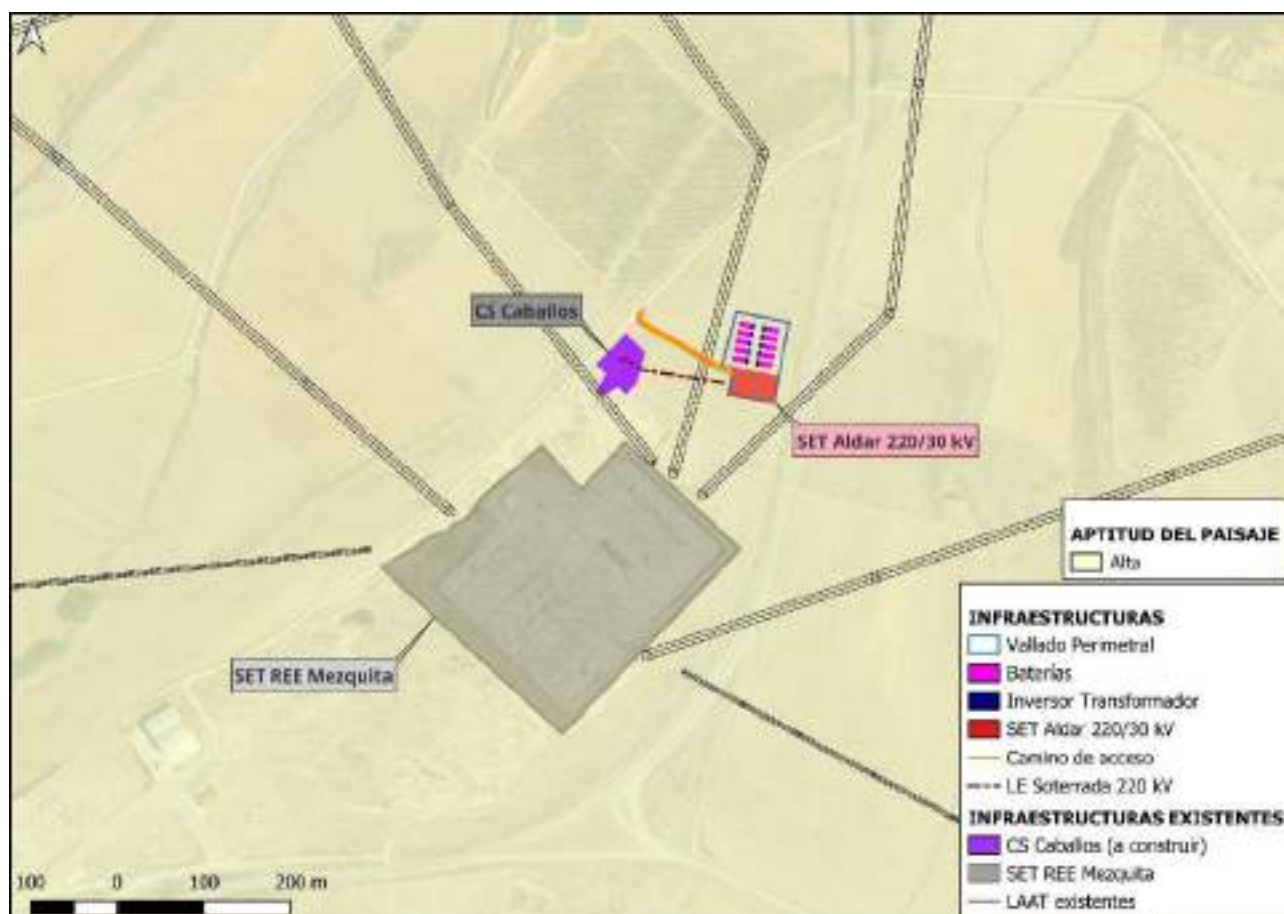 CS Caballos
SET Aldar 220/30 kV
SET REE Mezquita
APTITUD DEL PAISAJE
Alta
INFRAESTRUCTURAS
Vallado Perimetral
Baterías
Inversor Transformador
SET Aldar 220/30 kV
Camino de acceso
LE Soterrada 220 kV
INFRAESTRUCTURAS EXISTENTES
CS Caballos (a construir)
SET REE Mezquita
LAAT existentes
100 0 100 200 m